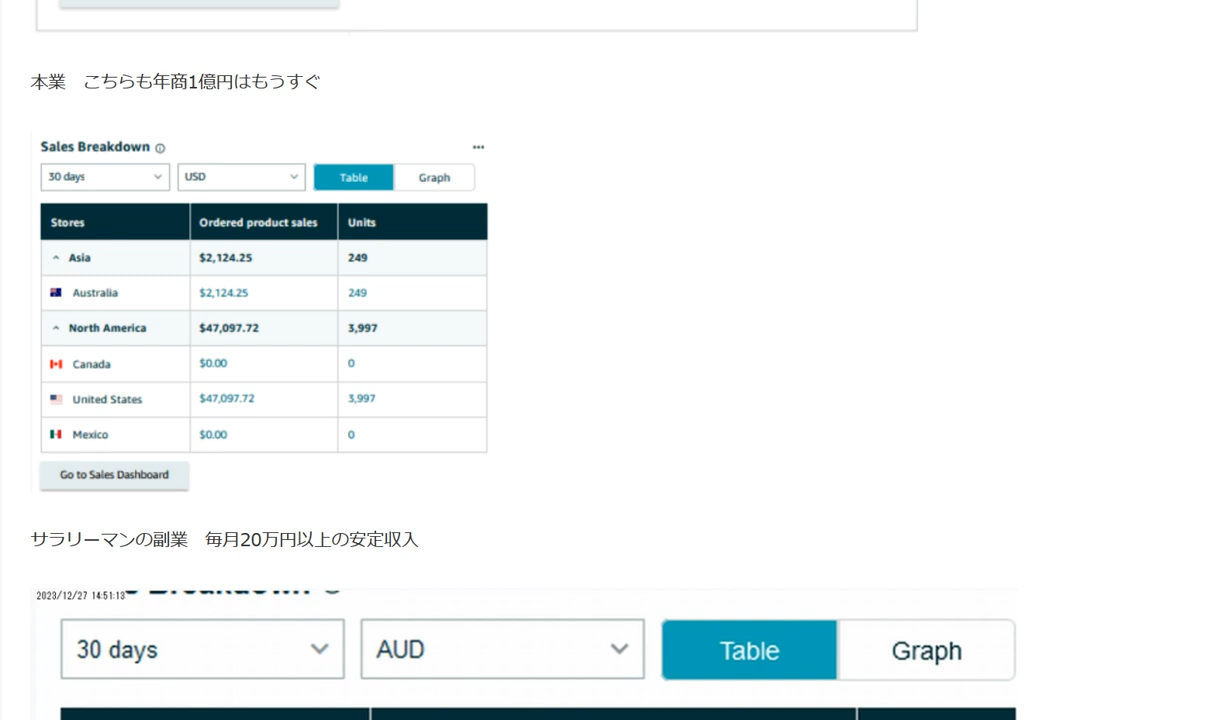 本業　こちらも年商1億円はもうすぐ
Sales Breakdown
30 days USD Table Graph
Stores Ordered product sales Units
Asia $2,124.25 249
Australia $2,124.25 249
North America $47,097.72 3,997
Canada $0.00 0
United States $47,097.72 3,997
Mexico $0.00 0
Go to Sales Dashboard
サラリーマンの副業　毎月20万円以上の安定収入
2023/12/27 14:51:13
30 days AUD Table Graph